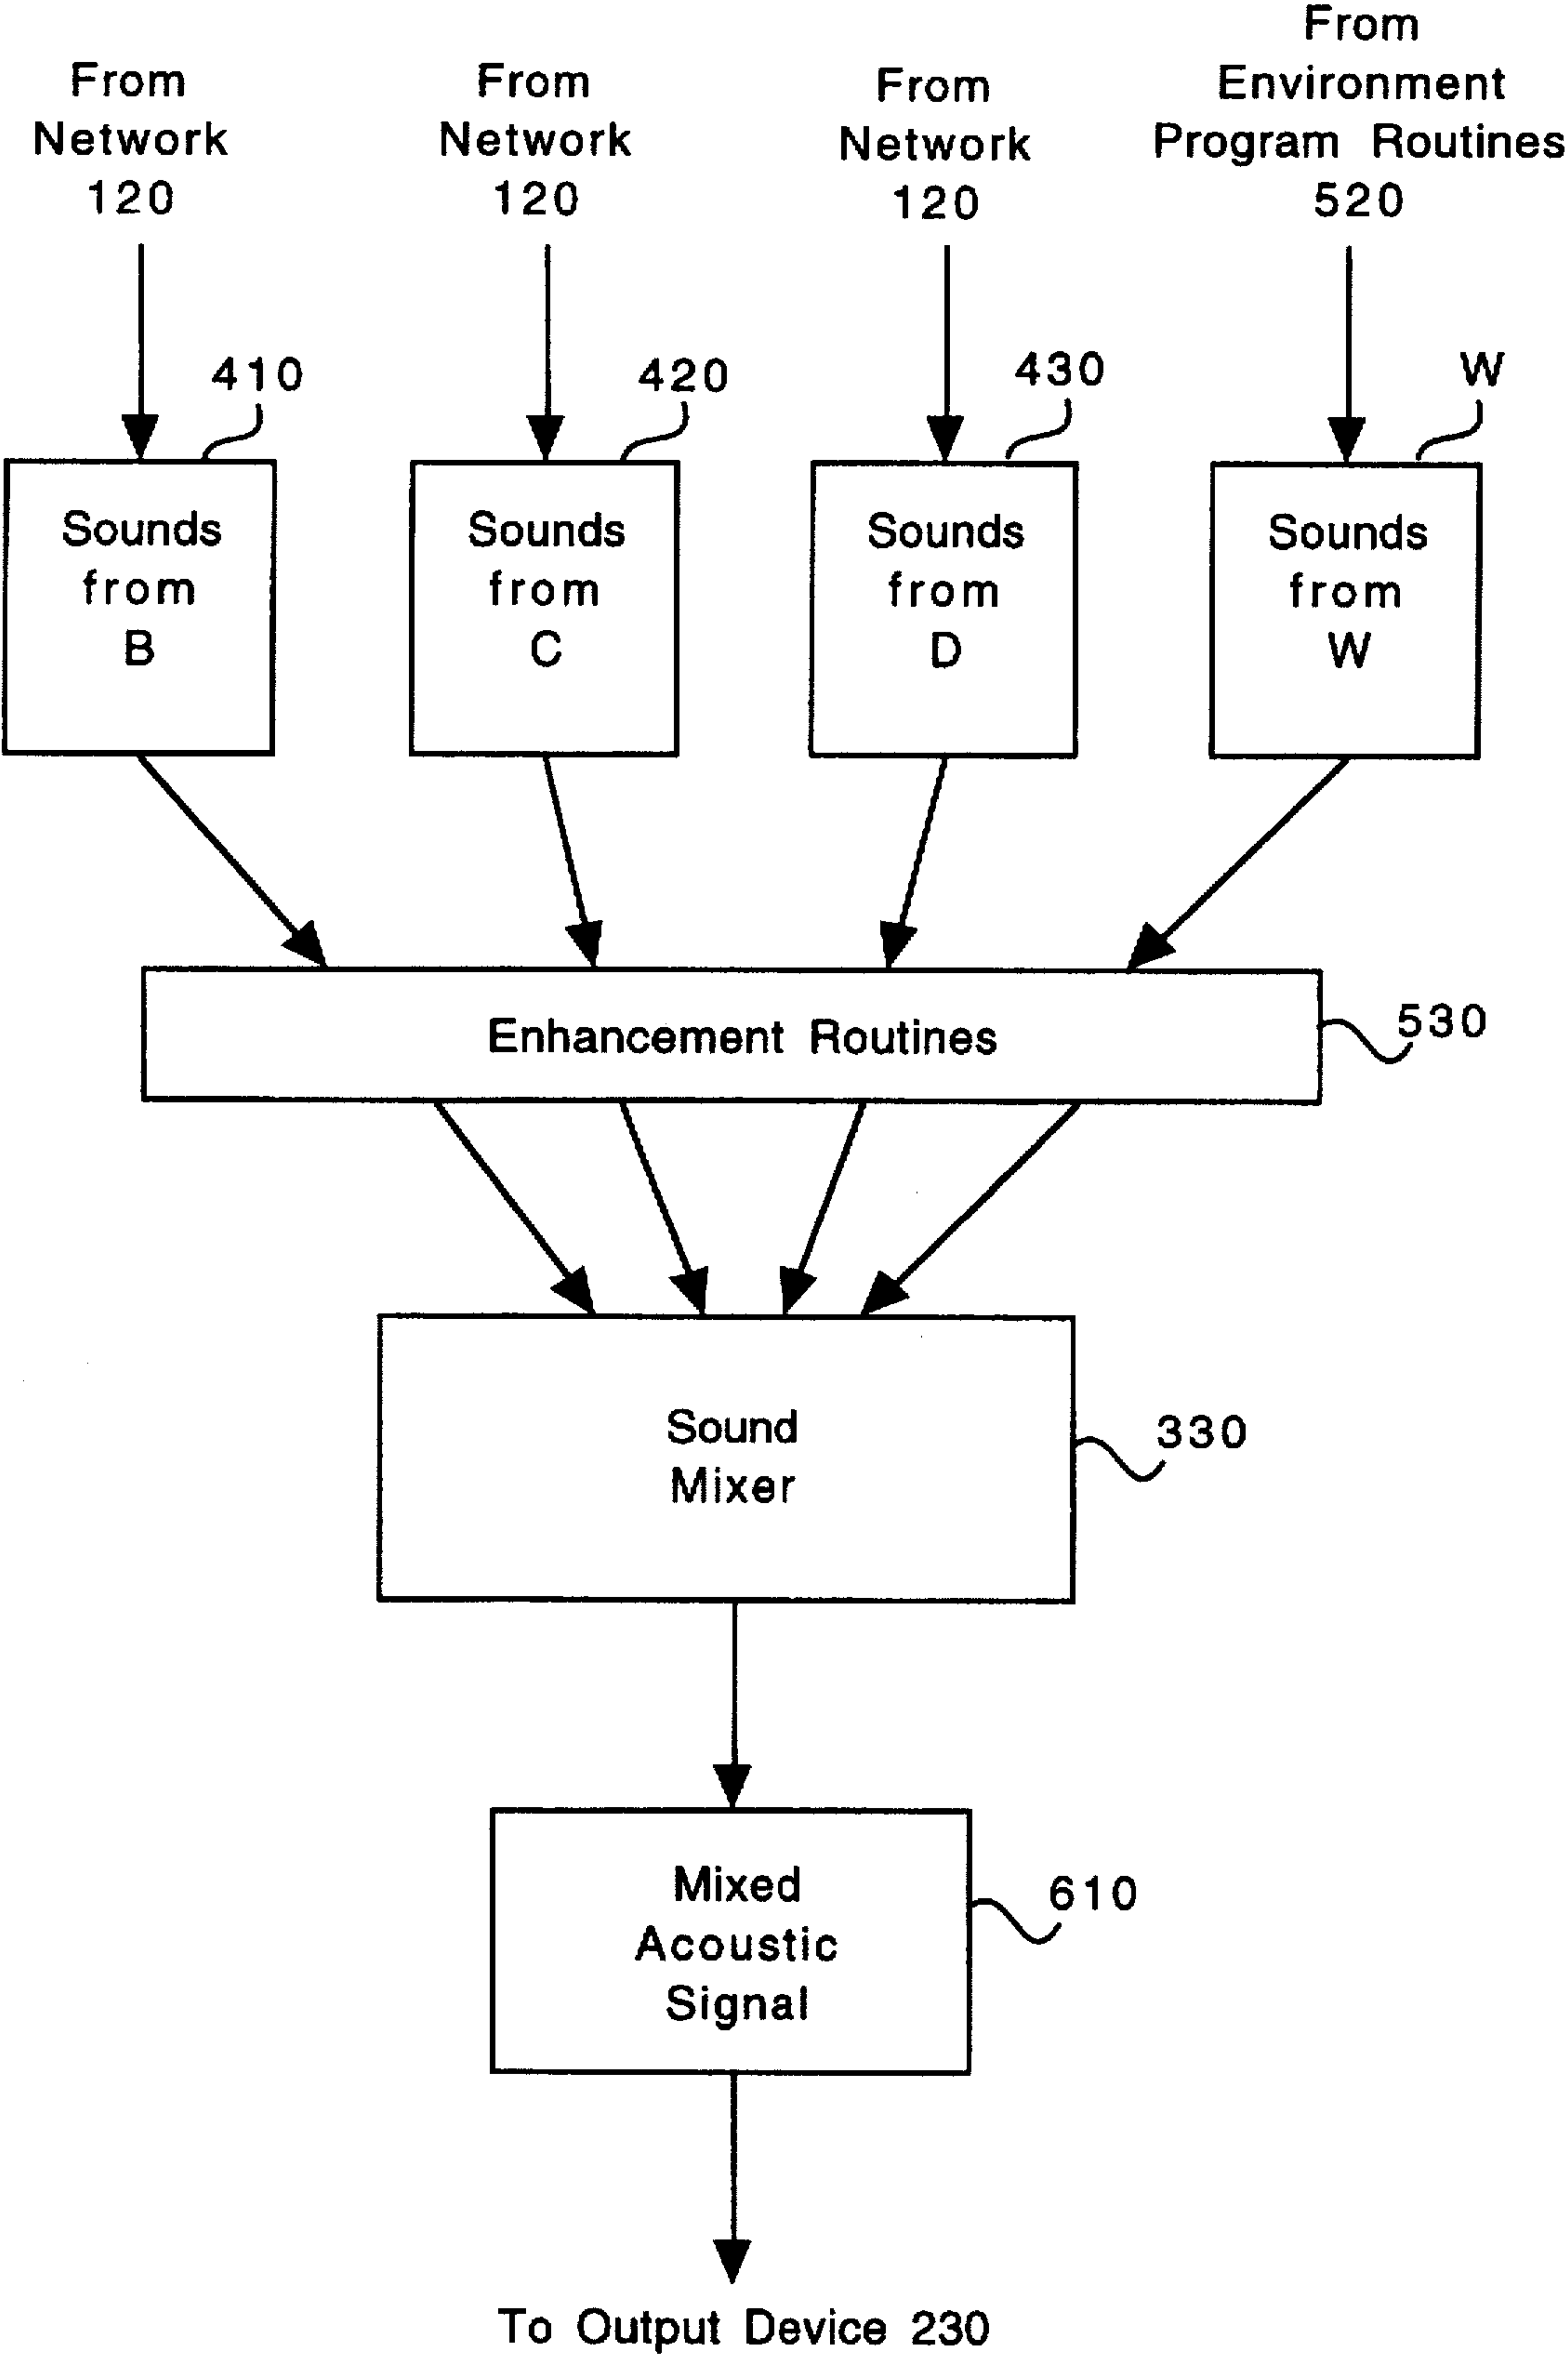 From
Network
120
From
Network
120
From
Network
120
From
Environment
Program Routines
520
410
420
430
W
Sounds
from
B
Sounds
from
C
Sounds
from
D
Sounds
from
W
Enhancement Routines
530
Sound
Mixer
330
Mixed
Acoustic
Signal
610
To Output Device 230